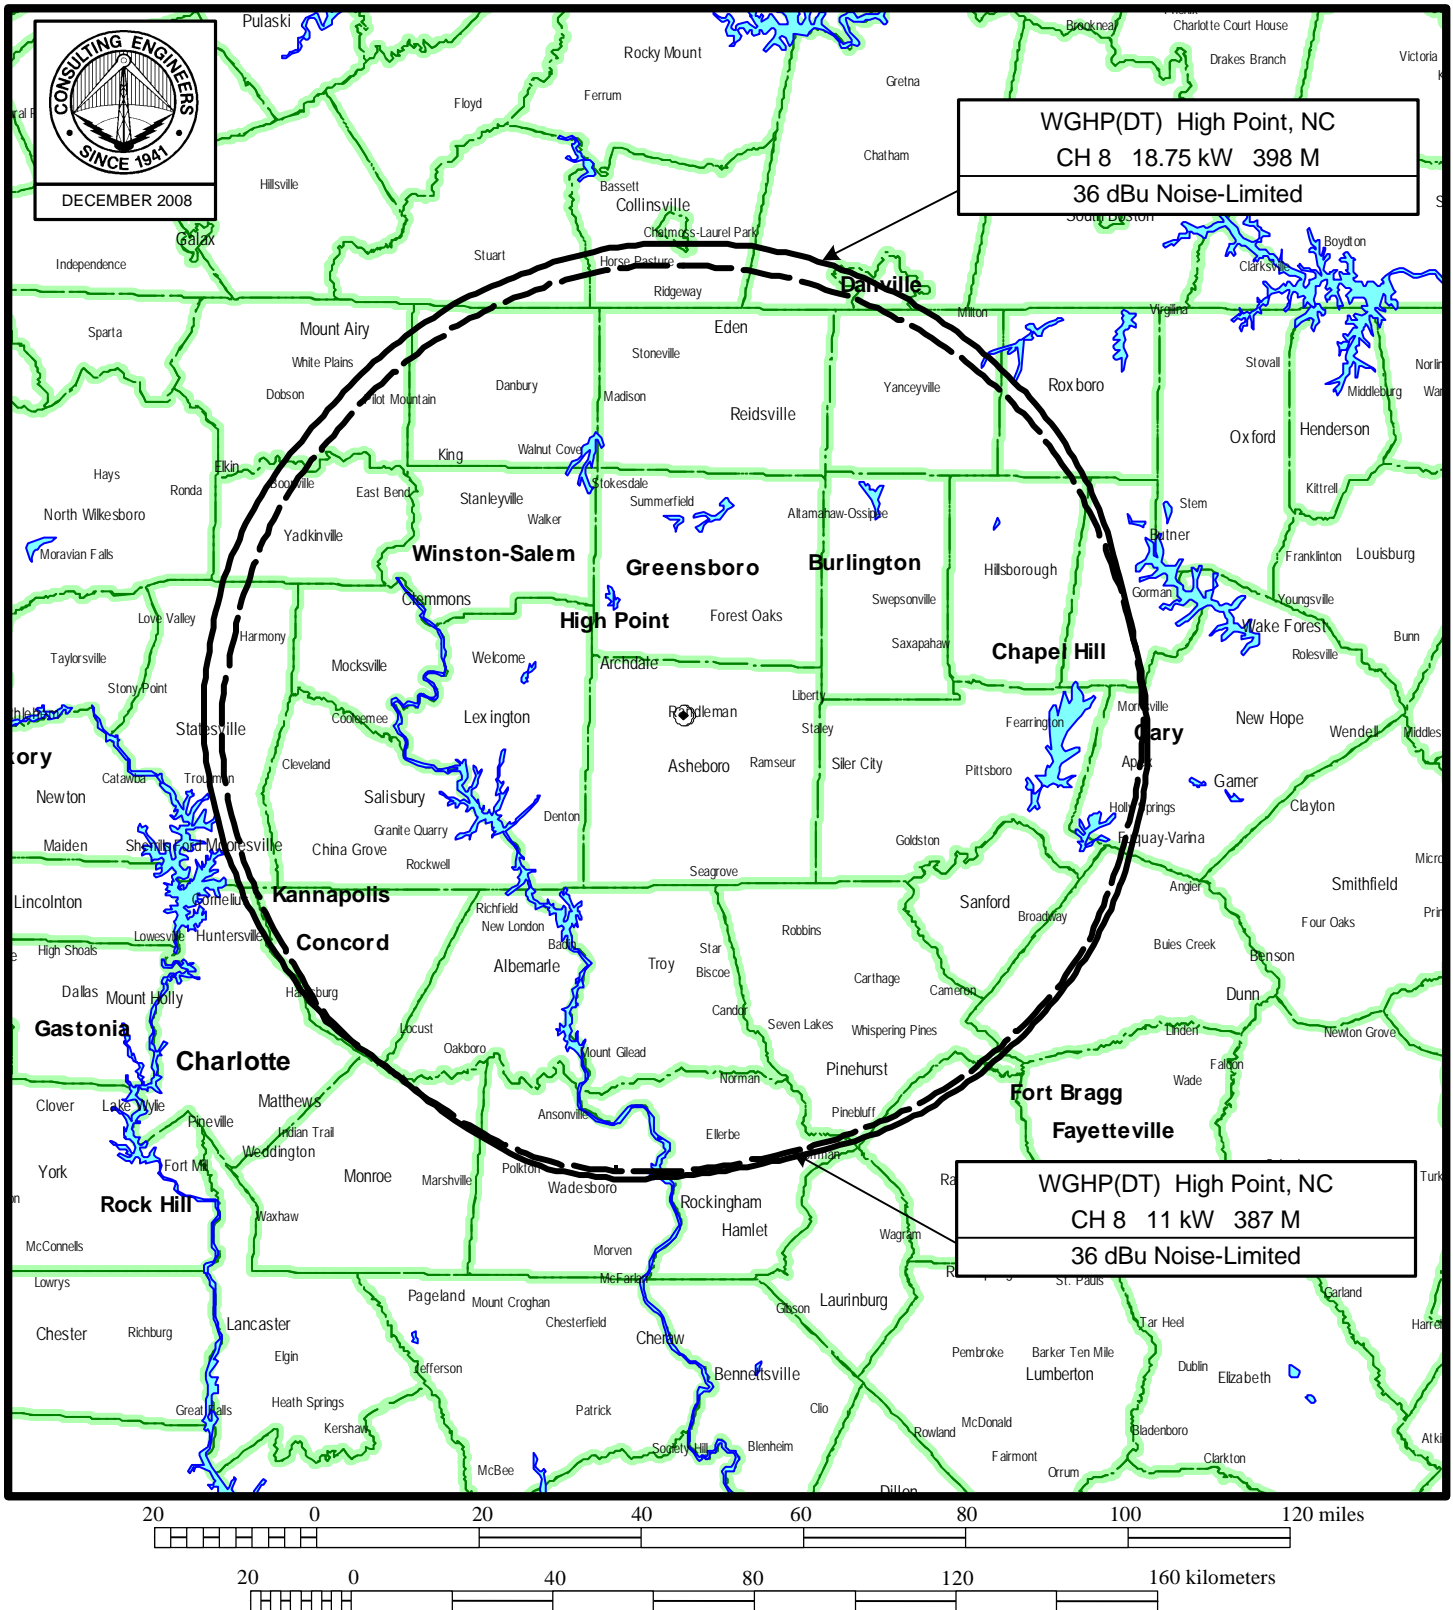 Pulaski
Brookneal
Charlotte Court House
Rocky Mount
Drakes Branch
Victoria
CONSULTING ENGINEERS
SINCE 1941
DECEMBER 2008
Floyd
Ferrum
Gretna
WGHP(DT) High Point, NC
CH 8 18.75 kW 398 M
36 dBu Noise-Limited
Chatham
Hillsville
Bassett
Collinsville
South Boston
Chatmoss-Laurel Park
Galax
Boydton
Independence
Stuart
Horse Pasture
Clarksville
Ridgeway
Danville
Virgilina
Milton
Sparta
Mount Airy
Eden
White Plains
Stoneville
Stovall
Dobson
Pilot Mountain
Danbury
Madison
Yanceyville
Roxboro
Middleburg
Reidsville
Oxford
Henderson
King
Walnut Cove
Elkin
Hays
Ronda
Boonville
East Bend
Stanleyville
Stokesdale
Summerfield
Kittrell
Stem
North Wilkesboro
Walker
Altamahaw-Ossipee
Yadkinville
Butner
Moravian Falls
Winston-Salem
Greensboro
Burlington
Hillsborough
Franklinton
Louisburg
Clemmons
Swepsonville
Gorman
Youngsville
Love Valley
High Point
Forest Oaks
Wake Forest
Harmony
Saxapahaw
Bunn
Taylorsville
Mocksville
Welcome
Archdale
Chapel Hill
Rolesville
Stony Point
Liberty
Morrisville
Statesville
Cooleemee
Lexington
Randleman
Staley
Fearrington
New Hope
Wendell
Cary
Cleveland
Asheboro
Ramseur
Siler City
Pittsboro
Apex
Catawba
Troutman
Garner
Newton
Salisbury
Denton
Holly Springs
Clayton
Maiden
Sherrills Ford
Mooresville
China Grove
Granite Quarry
Rockwell
Goldston
Fuquay-Varina
Seagrove
Angier
Smithfield
Lincolnton
Cornelius
Kannapolis
Richfield
New London
Sanford
Broadway
Four Oaks
Lowesville
Huntersville
Concord
Badin
Robbins
Buies Creek
High Shoals
Albemarle
Troy
Star
Biscoe
Carthage
Benson
Dallas
Mount Holly
Harrisburg
Candor
Cameron
Dunn
Gastonia
Locust
Seven Lakes
Whispering Pines
Linden
Newton Grove
Charlotte
Oakboro
Mount Gilead
Pinehurst
Falcon
Norman
Wade
Clover
Lake Wylie
Matthews
Fort Bragg
Pineville
Ansonville
Pinebluff
Indian Trail
Ellerbe
Fayetteville
Weddington
York
Fort Mill
Monroe
Marshville
Polkton
Wadesboro
WGHP(DT) High Point, NC
CH 8 11 kW 387 M
36 dBu Noise-Limited
Rock Hill
Rockingham
Waxhaw
Hamlet
Wagram
McConnells
Morven
Lowrys
McFarlan
St. Pauls
Pageland
Mount Croghan
Gibson
Laurinburg
Garland
Chester
Richburg
Lancaster
Chesterfield
Cheraw
Tar Heel
Elgin
Jefferson
Pembroke
Barker Ten Mile
Lumberton
Dublin
Elizabeth
Bennettsville
Heath Springs
Great Falls
Kershaw
Patrick
Clio
McDonald
Rowland
Bladenboro
Society Hill
Blenheim
Fairmont
Clarkton
McBee
Orrum
Dillon
20 0 20 40 60 80 100 120 miles
20 0 40 80 120 160 kilometers